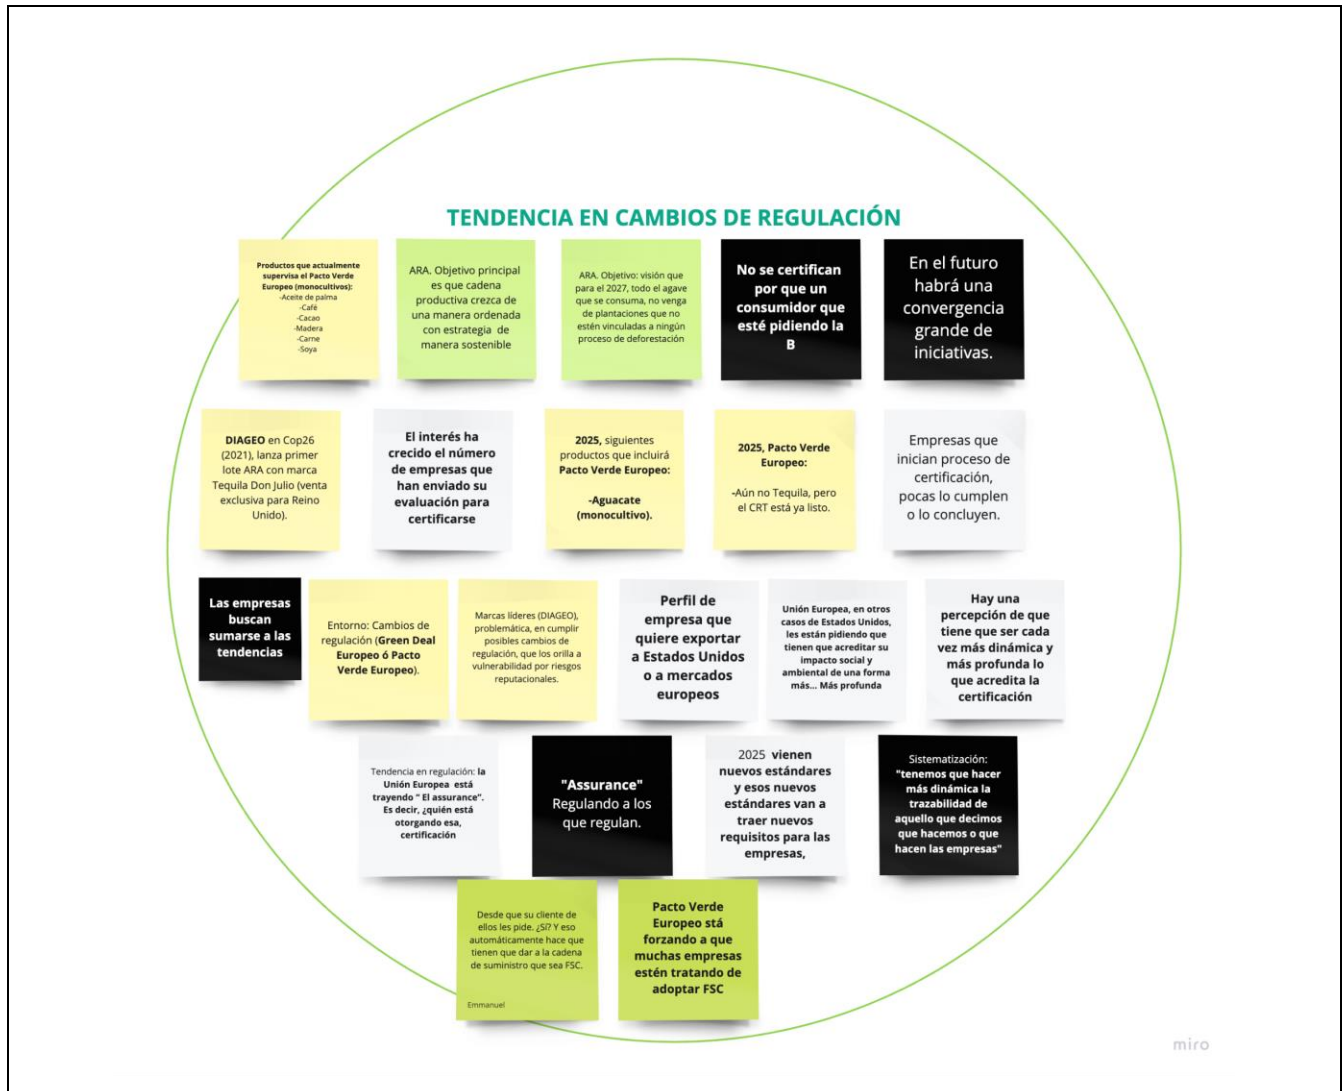 TENDENCIA EN CAMBIOS DE REGULACIÓN
Productos que actualmente
supervisa el Pacto Verde
Europeo (monocultivos):
-Aceite de palma
-Café
-Cacao
-Madera
-Carne
-Soya
ARA. Objetivo principal
es que cadena
productiva crezca de
una manera ordenada
con estrategia de
manera sostenible
ARA. Objetivo: visión que
para el 2027, todo el agave
que se consuma, no venga
de plantaciones que no
estén vinculadas a ningún
proceso de deforestación
No se certifican
por que un
consumidor que
esté pidiendo la
B
En el futuro
habrá una
convergencia
grande de
iniciativas.
DIAGEO en Cop26
(2021), lanza primer
lote ARA con marca
Tequila Don Julio (venta
exclusiva para Reino
Unido).
El interés ha
crecido el número
de empresas que
han enviado su
evaluación para
certificarse
2025, siguientes
productos que incluirá
Pacto Verde Europeo:
-Aguacate
(monocultivo).
2025, Pacto Verde
Europeo:
-Aún no Tequila, pero
el CRT está ya listo.
Empresas que
inician proceso de
certificación,
pocas lo cumplen
o lo concluyen.
Las empresas
buscan
sumarse a las
tendencias
Entorno: Cambios de
regulación (Green Deal
Europeo ó Pacto
Verde Europeo).
Marcas líderes (DIAGEO),
problemática, en cumplir
posibles cambios de
regulación, que los orilla a
vulnerabilidad por riesgos
reputacionales.
Perfil de
empresa que
quiere exportar
a Estados Unidos
o a mercados
europeos
Unión Europea, en otros
casos de Estados Unidos,
les están pidiendo que
tienen que acreditar su
impacto social y
ambiental de una forma
más... Más profunda
Hay una
percepción de que
tiene que ser cada
vez más dinámica y
más profunda lo
que acredita la
certificación
Tendencia en regulación: la
Unión Europea está
trayendo " El assurance".
Es decir, ¿quién está
otorgando esa,
certificación
"Assurance"
Regulando a los
que regulan.
2025 vienen
nuevos estándares
y esos nuevos
estándares van a
traer nuevos
requisitos para las
empresas,
Sistematización:
"tenemos que hacer
más dinámica la
trazabilidad de
aquello que decimos
que hacemos o que
hacen las empresas"
Desde que su cliente de
ellos les pide. ¿Sí? Y eso
automáticamente hace que
tienen que dar a la cadena
de suministro que sea FSC.
Emmanuel
Pacto Verde
Europeo stá
forzando a que
muchas empresas
estén tratando de
adoptar FSC
miro